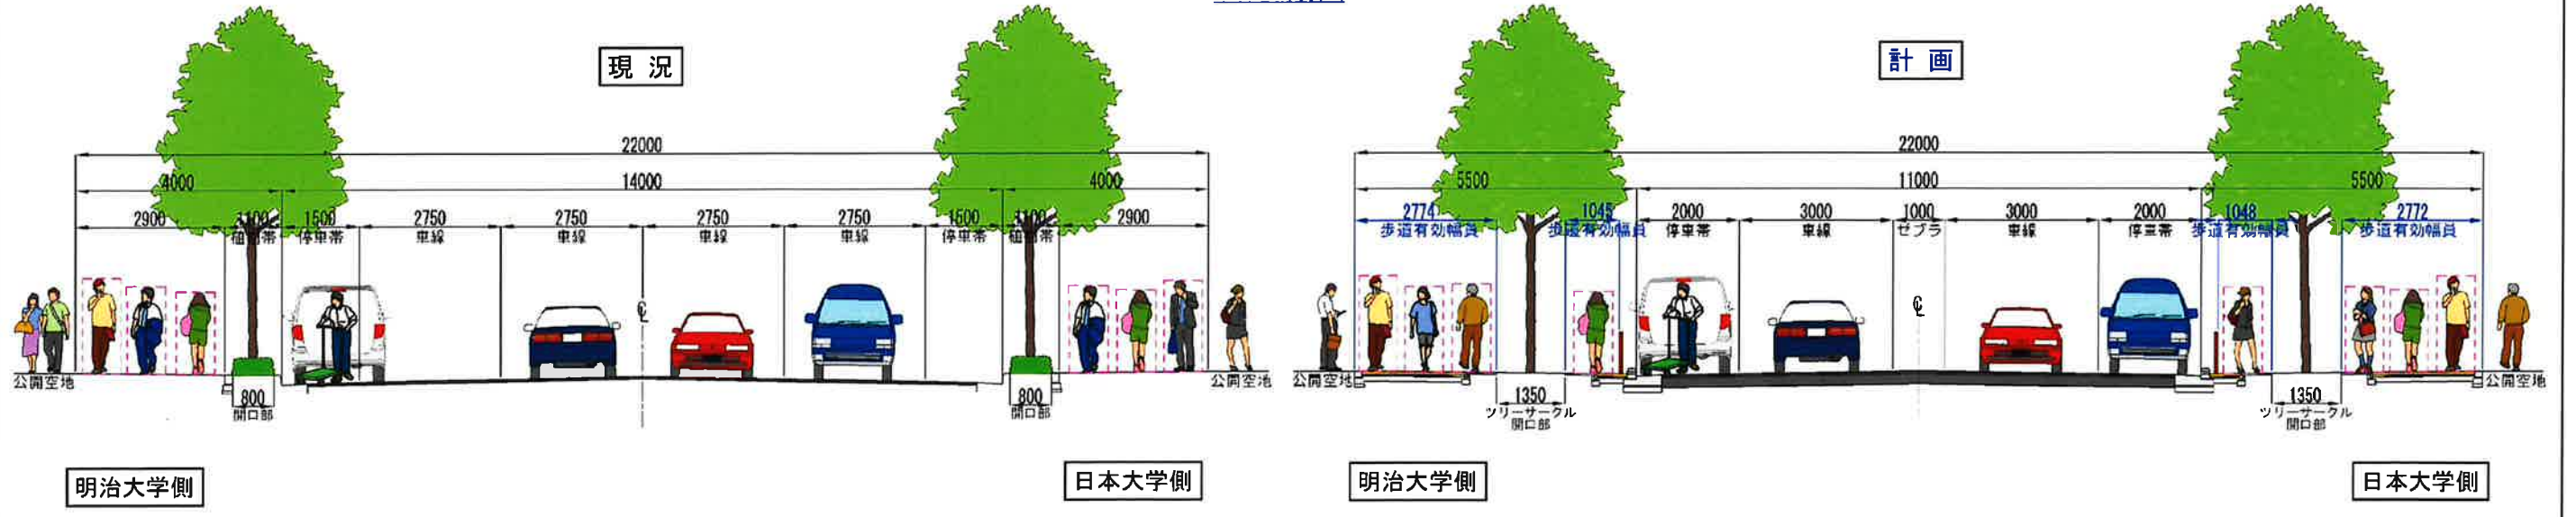 現 況
22000
4000
14000
4000
2900
1100
1500
2750
2750
2750
2750
1500
1100
2900
植樹帯
停車帯
車線
車線
車線
車線
停車帯
植樹帯
公開空地
公開空地
800
開口部
800
開口部
明治大学側
日本大学側
計 画
22000
5500
11000
5500
2774
1045
2000
3000
1000
3000
2000
1048
2772
歩道有効幅員
歩道有効幅員
停車帯
車線
ゼブラ
車線
停車帯
歩道有効幅員
歩道有効幅員
公開空地
公開空地
1350
ツリーサークル
開口部
1350
ツリーサークル
開口部
明治大学側
日本大学側